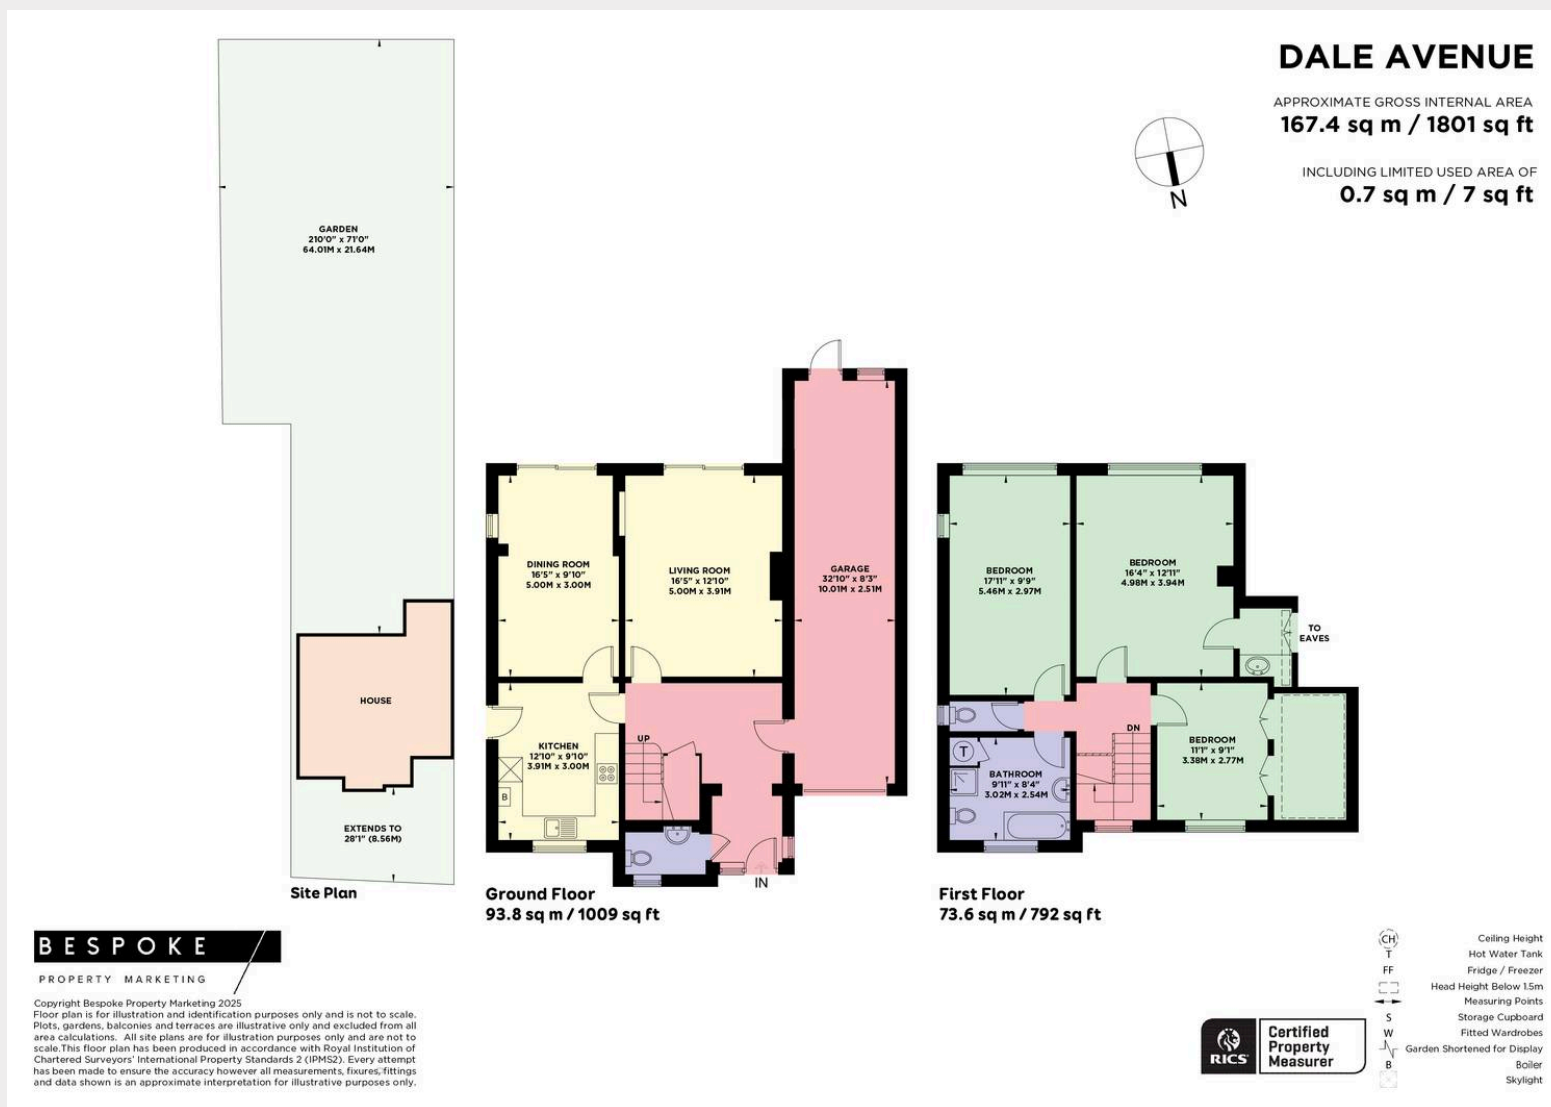 DALE AVENUE
APPROXIMATE GROSS INTERNAL AREA
167.4 sq m / 1801 sq ft
INCLUDING LIMITED USED AREA OF
0.7 sq m / 7 sq ft
N
GARDEN
210'0" x 71'0"
64.01M x 21.64M
HOUSE
EXTENDS TO
28'1" (8.56M)
Site Plan
DINING ROOM
16'5" x 9'10"
5.00M x 3.00M
LIVING ROOM
16'5" x 12'10"
5.00M x 3.91M
GARAGE
32'10" x 8'3"
10.01M x 2.51M
KITCHEN
12'10" x 9'10"
3.91M x 3.00M
B
UP
IN
Ground Floor
93.8 sq m / 1009 sq ft
BEDROOM
17'11" x 9'9"
5.46M x 2.97M
BEDROOM
16'4" x 12'11"
4.98M x 3.94M
TO
EAVES
DN
BEDROOM
11'1" x 9'1"
3.38M x 2.77M
T
BATHROOM
9'11" x 8'4"
3.02M x 2.54M
First Floor
73.6 sq m / 792 sq ft
BESPOKE
PROPERTY MARKETING
Copyright Bespoke Property Marketing 2025
Floor plan is for illustration and identification purposes only and is not to scale.
Plots, gardens, balconies and terraces are illustrative only and excluded from all
area calculations. All site plans are for illustration purposes only and are not to
scale.This floor plan has been produced in accordance with Royal Institution of
Chartered Surveyors' International Property Standards 2 (IPMS2). Every attempt
has been made to ensure the accuracy however all measurements, fixures, fittings
and data shown is an approximate interpretation for illustrative purposes only.
RICS
Certified
Property
Measurer
CH Ceiling Height
T Hot Water Tank
FF Fridge / Freezer
Head Height Below 1.5m
Measuring Points
S Storage Cupboard
W Fitted Wardrobes
Garden Shortened for Display
B Boiler
Skylight